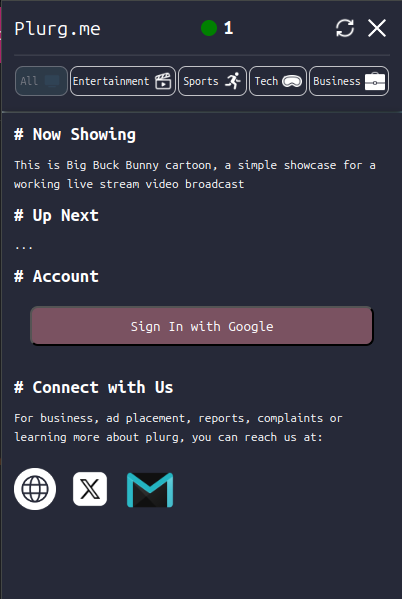 Plurg.me
1
All
Entertainment
Sports
Tech
Business
# Now Showing
This is Big Buck Bunny cartoon, a simple showcase for a
working live stream video broadcast
# Up Next
...
# Account
Sign In with Google
# Connect with Us
For business, ad placement, reports, complaints or
learning more about plurg, you can reach us at: